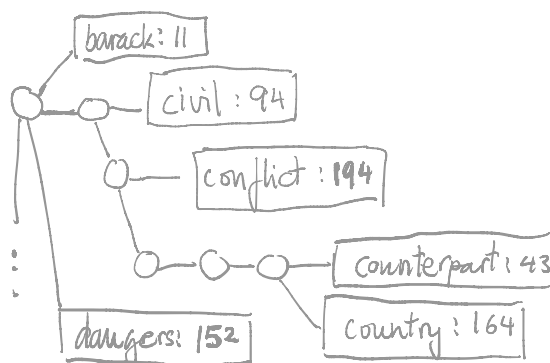 barack: 11
civil : 94
conflict : 194
counterpart : 43
country : 164
dangers: 152